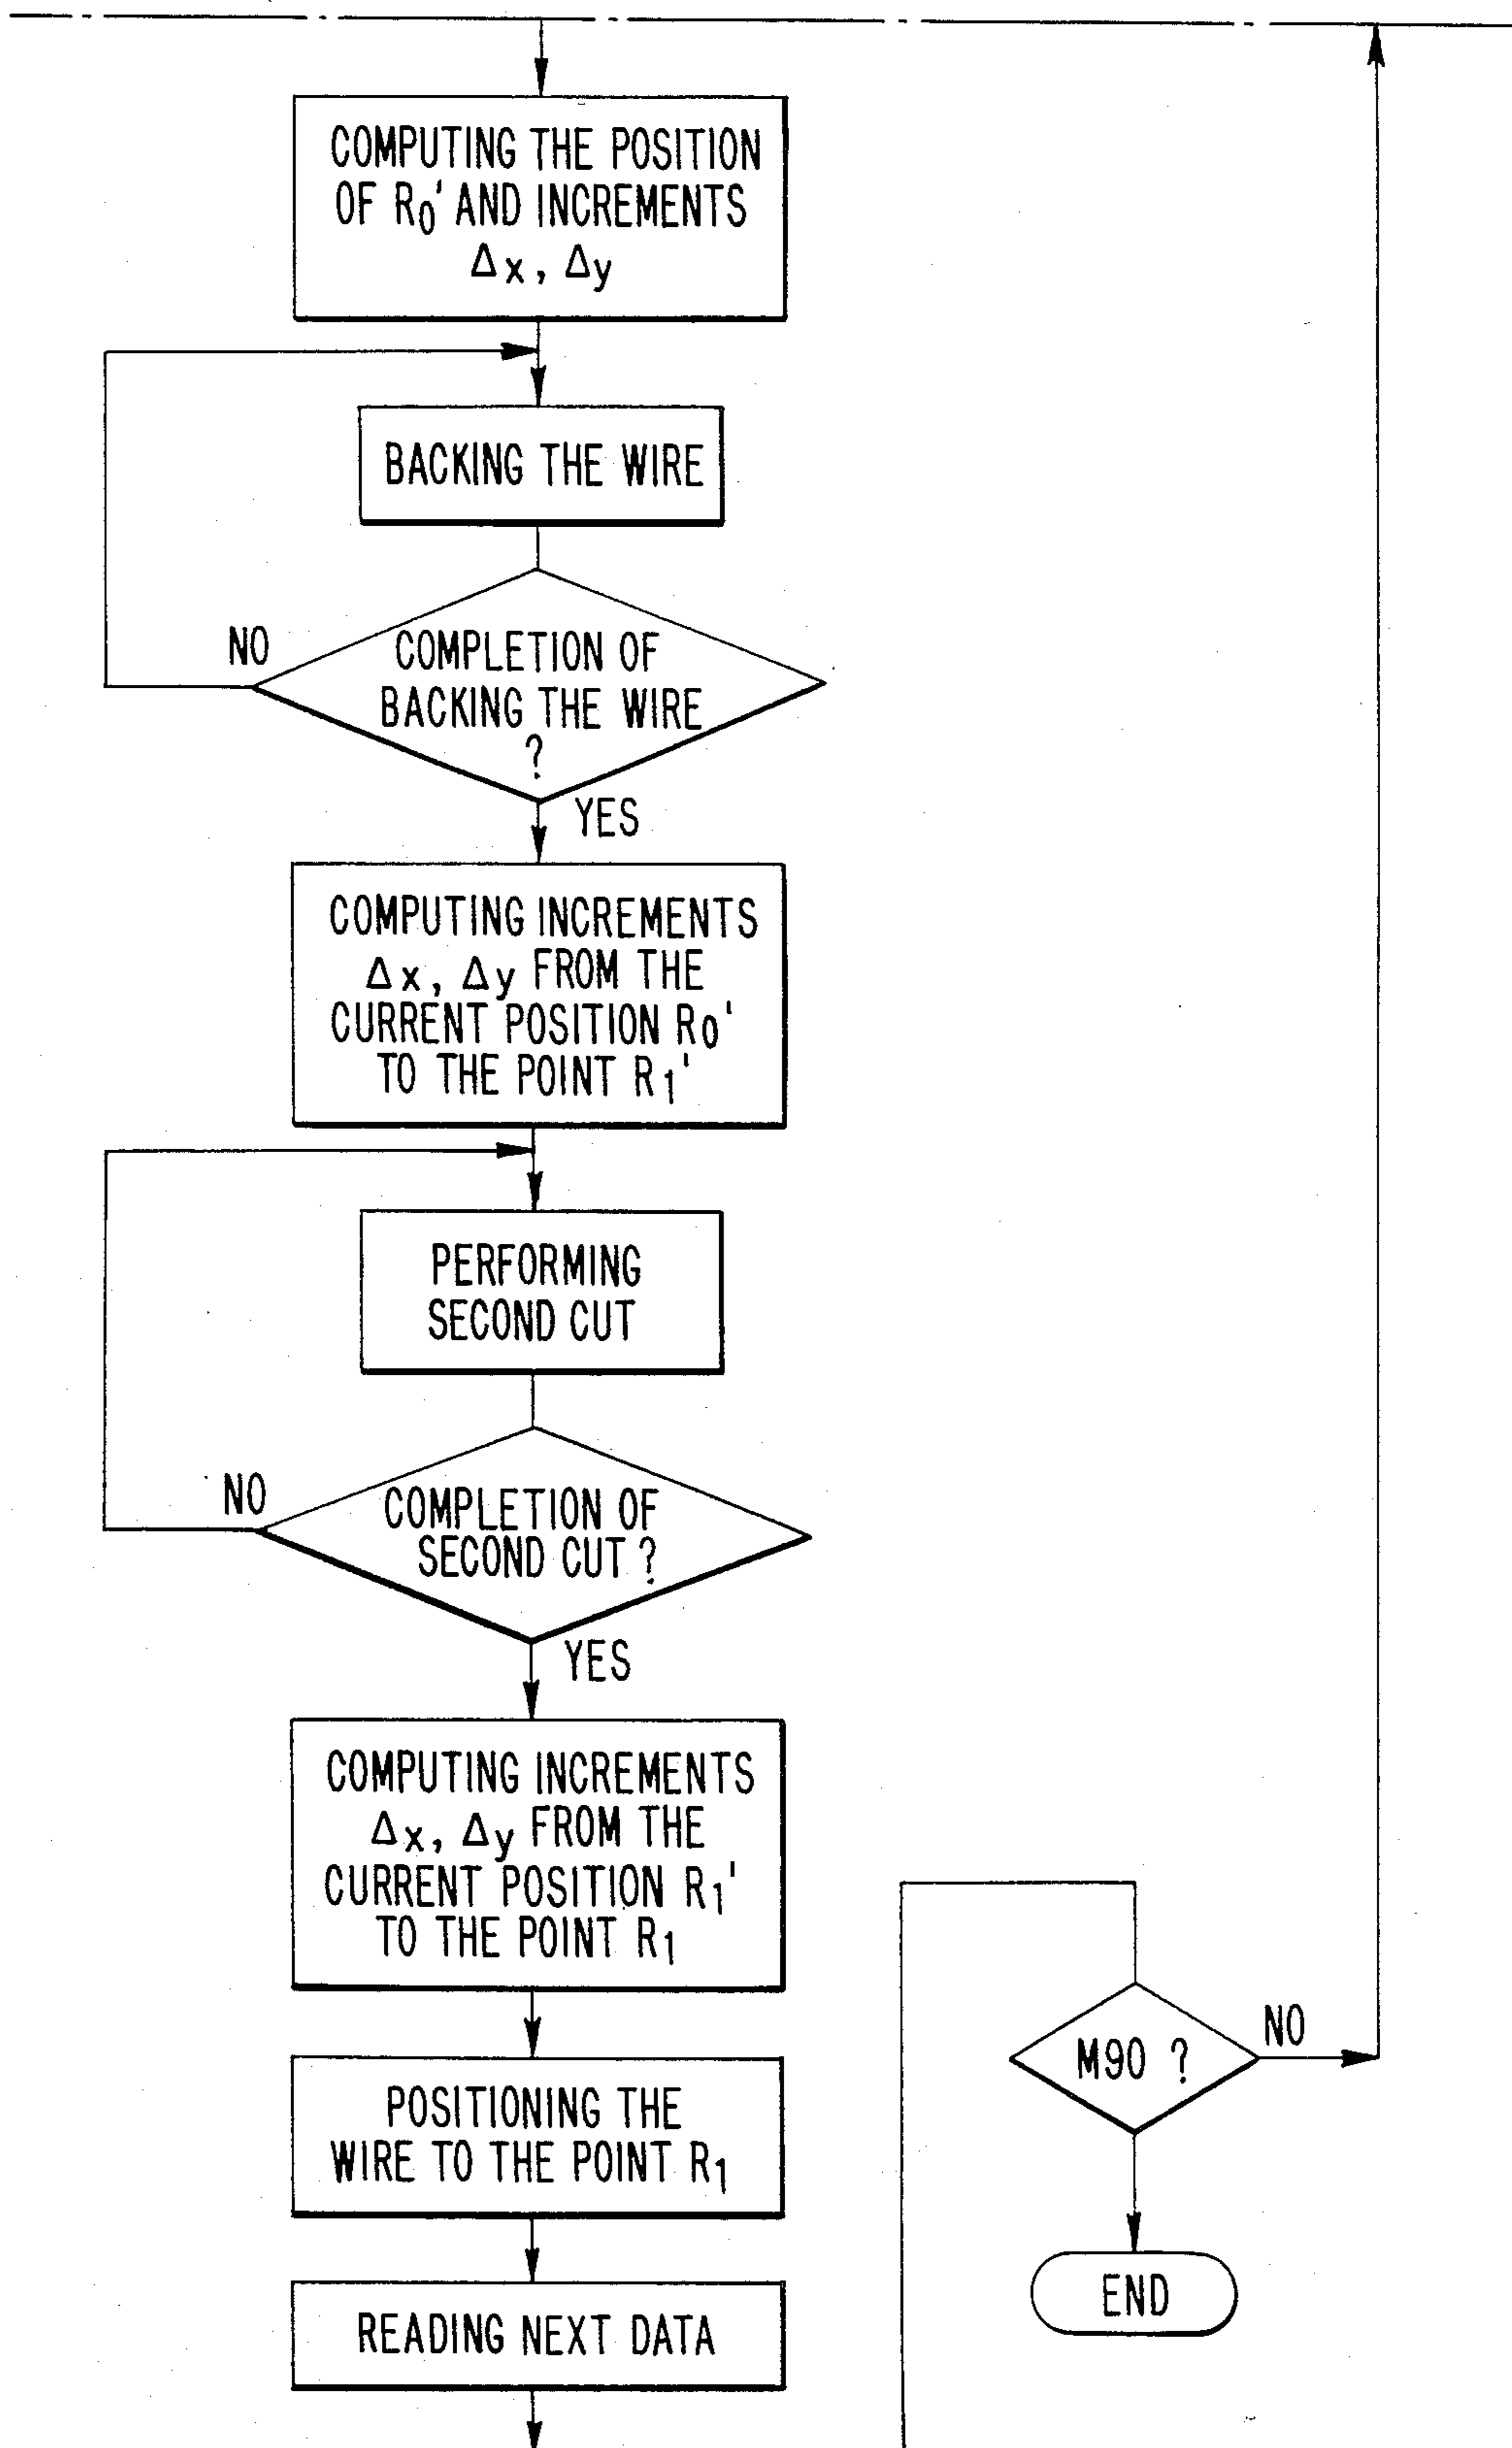 COMPUTING THE POSITION
OF R0' AND INCREMENTS
Δx, Δy
BACKING THE WIRE
NO
COMPLETION OF
BACKING THE WIRE
?
YES
COMPUTING INCREMENTS
Δx, Δy FROM THE
CURRENT POSITION R0'
TO THE POINT R1'
PERFORMING
SECOND CUT
NO
COMPLETION OF
SECOND CUT ?
YES
COMPUTING INCREMENTS
Δx, Δy FROM THE
CURRENT POSITION R1'
TO THE POINT R1
POSITIONING THE
WIRE TO THE POINT R1
READING NEXT DATA
M90 ?
NO
END